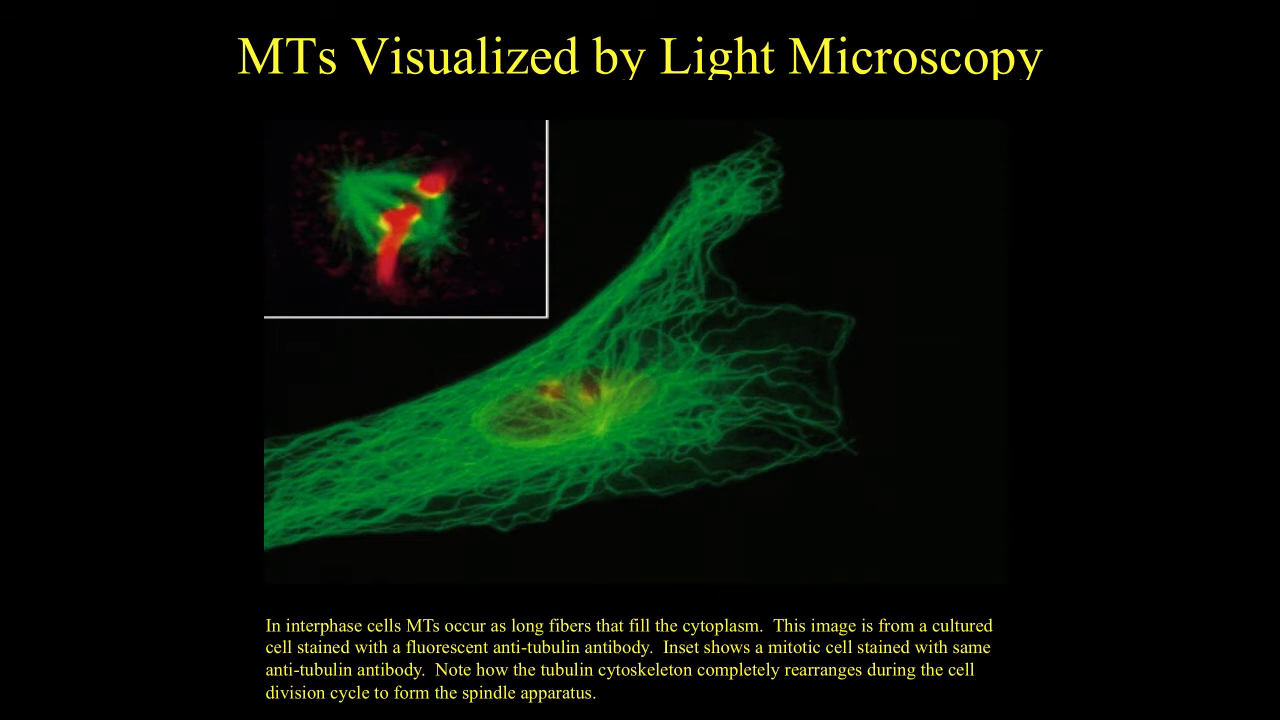 MTs Visualized by Light Microscopy
In interphase cells MTs occur as long fibers that fill the cytoplasm.  This image is from a cultured
cell stained with a fluorescent anti-tubulin antibody.  Inset shows a mitotic cell stained with same
anti-tubulin antibody.  Note how the tubulin cytoskeleton completely rearranges during the cell
division cycle to form the spindle apparatus.